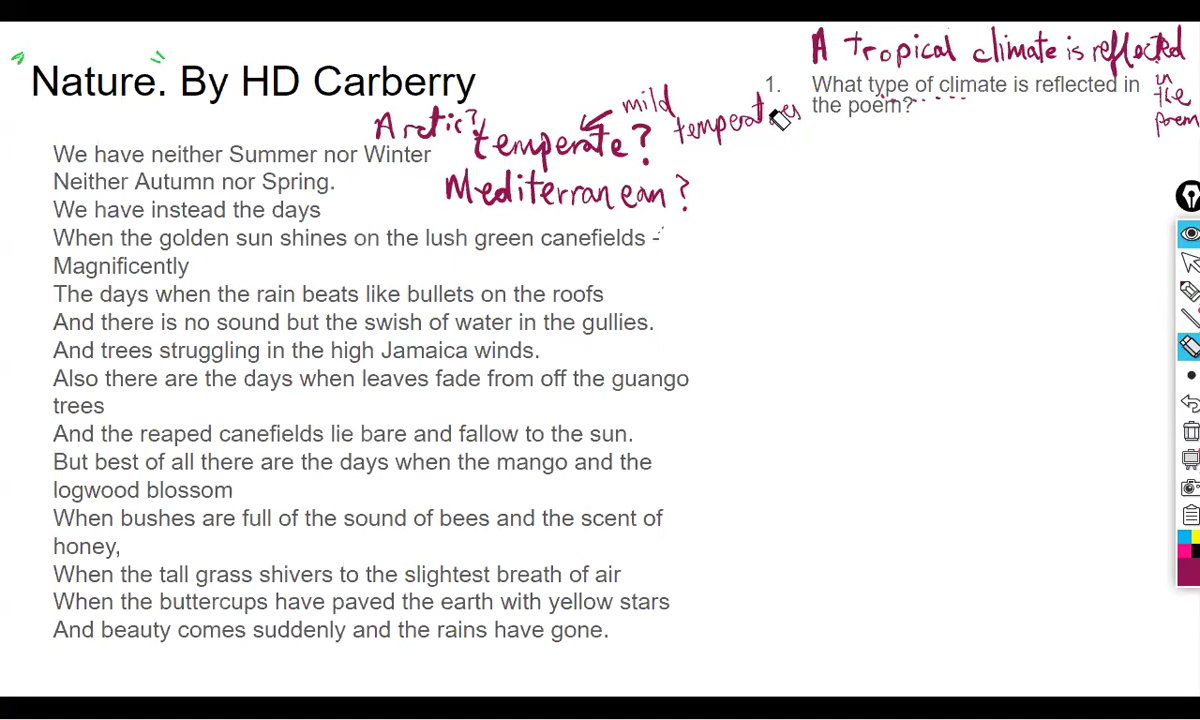 "Nature." By HD Carberry
We have neither Summer nor Winter
Neither Autumn nor Spring.
We have instead the days
When the golden sun shines on the lush green canefields -
Magnificently
The days when the rain beats like bullets on the roofs
And there is no sound but the swish of water in the gullies.
And trees struggling in the high Jamaica winds.
Also there are the days when leaves fade from off the guango
trees
And the reaped canefields lie bare and fallow to the sun.
But best of all there are the days when the mango and the
logwood blossom
When bushes are full of the sound of bees and the scent of
honey,
When the tall grass shivers to the slightest breath of air
When the buttercups have paved the earth with yellow stars
And beauty comes suddenly and the rains have gone.
Arctic?
temperate?
mild
temperatures
Mediterranean?
A tropical climate is reflected
in
the
poem
1. What type of climate is reflected in
the poem?